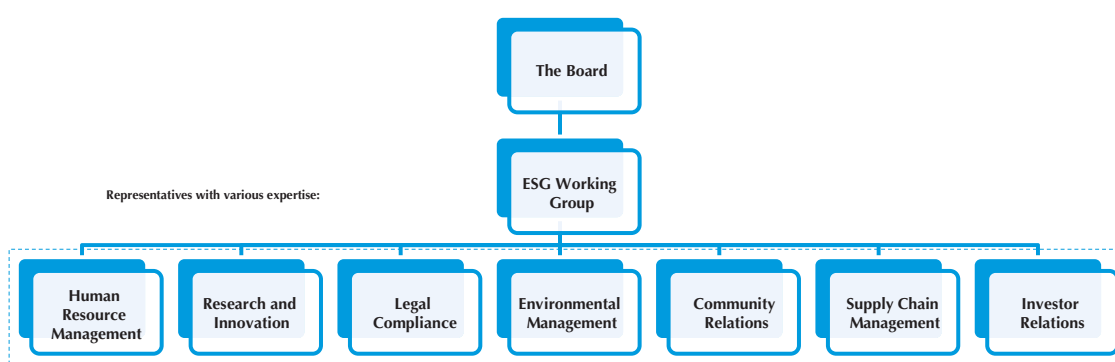 The Board
ESG Working
Group
Representatives with various expertise:
Human
Resource
Management
Research and
Innovation
Legal
Compliance
Environmental
Management
Community
Relations
Supply Chain
Management
Investor
Relations